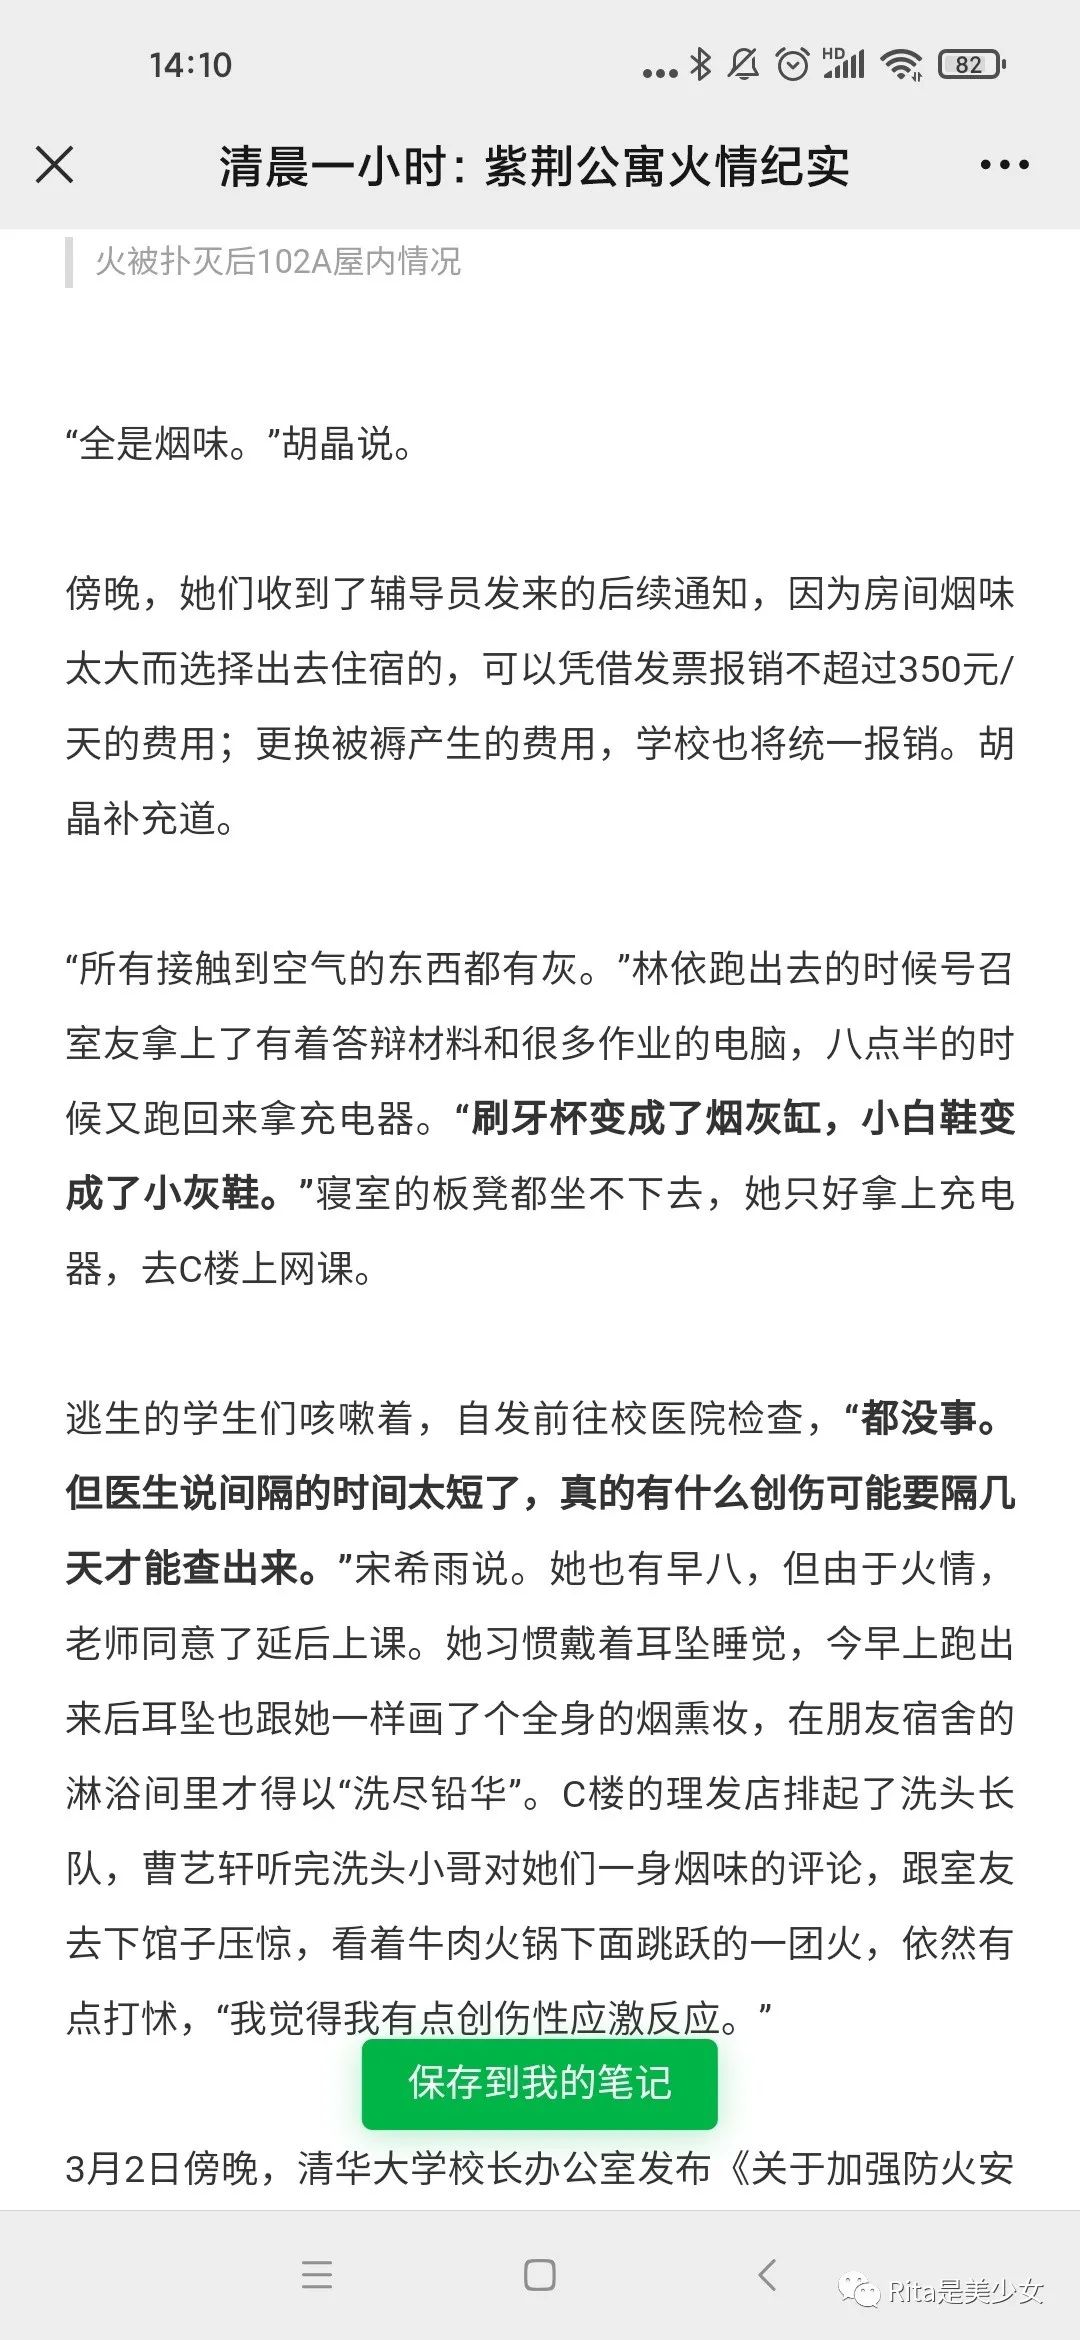 14:10
HD
82
清晨一小时：紫荆公寓火情纪实
火被扑灭后102A屋内情况
“全是烟味。”胡晶说。
傍晚，她们收到了辅导员发来的后续通知，因为房间烟味
太大而选择出去住宿的，可以凭借发票报销不超过350元/
天的费用；更换被褥产生的费用，学校也将统一报销。胡
晶补充道。
“所有接触到空气的东西都有灰。”林依跑出去的时候号召
室友拿上了有着答辩材料和很多作业的电脑，八点半的时
候又跑回来拿充电器。“刷牙杯变成了烟灰缸，小白鞋变
成了小灰鞋。”寝室的板凳都坐不下去，她只好拿上充电
器，去C楼上网课。
逃生的学生们咳嗽着，自发前往校医院检查，“都没事。
但医生说间隔的时间太短了，真的有什么创伤可能要隔几
天才能查出来。”宋希雨说。她也有早八，但由于火情，
老师同意了延后上课。她习惯戴着耳坠睡觉，今早上跑出
来后耳坠也跟她一样画了个全身的烟熏妆，在朋友宿舍的
淋浴间里才得以“洗尽铅华”。C楼的理发店排起了洗头长
队，曹艺轩听完洗头小哥对她们一身烟味的评论，跟室友
去下馆子压惊，看着牛肉火锅下面跳跃的一团火，依然有
点打怵，“我觉得我有点创伤性应激反应。”
保存到我的笔记
3月2日傍晚，清华大学校长办公室发布《关于加强防火安
Rita是美少女